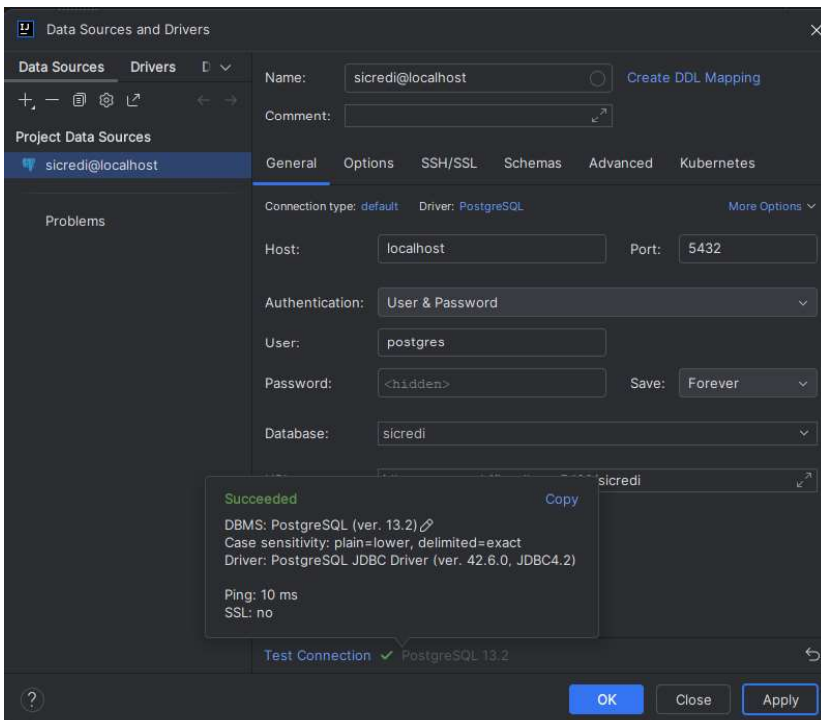 IJ Data Sources and Drivers
Data Sources Drivers D
Name: sicredi@localhost Create DDL Mapping
Comment:
Project Data Sources
sicredi@localhost
Problems
General Options SSH/SSL Schemas Advanced Kubernetes
Connection type: default Driver: PostgreSQL More Options
Host: localhost Port: 5432
Authentication: User & Password
User: postgres
Password: <hidden> Save: Forever
Database: sicredi
sicredi
Succeeded Copy
DBMS: PostgreSQL (ver. 13.2)
Case sensitivity: plain=lower, delimited=exact
Driver: PostgreSQL JDBC Driver (ver. 42.6.0, JDBC4.2)
Ping: 10 ms
SSL: no
Test Connection PostgreSQL 13.2
? OK Close Apply